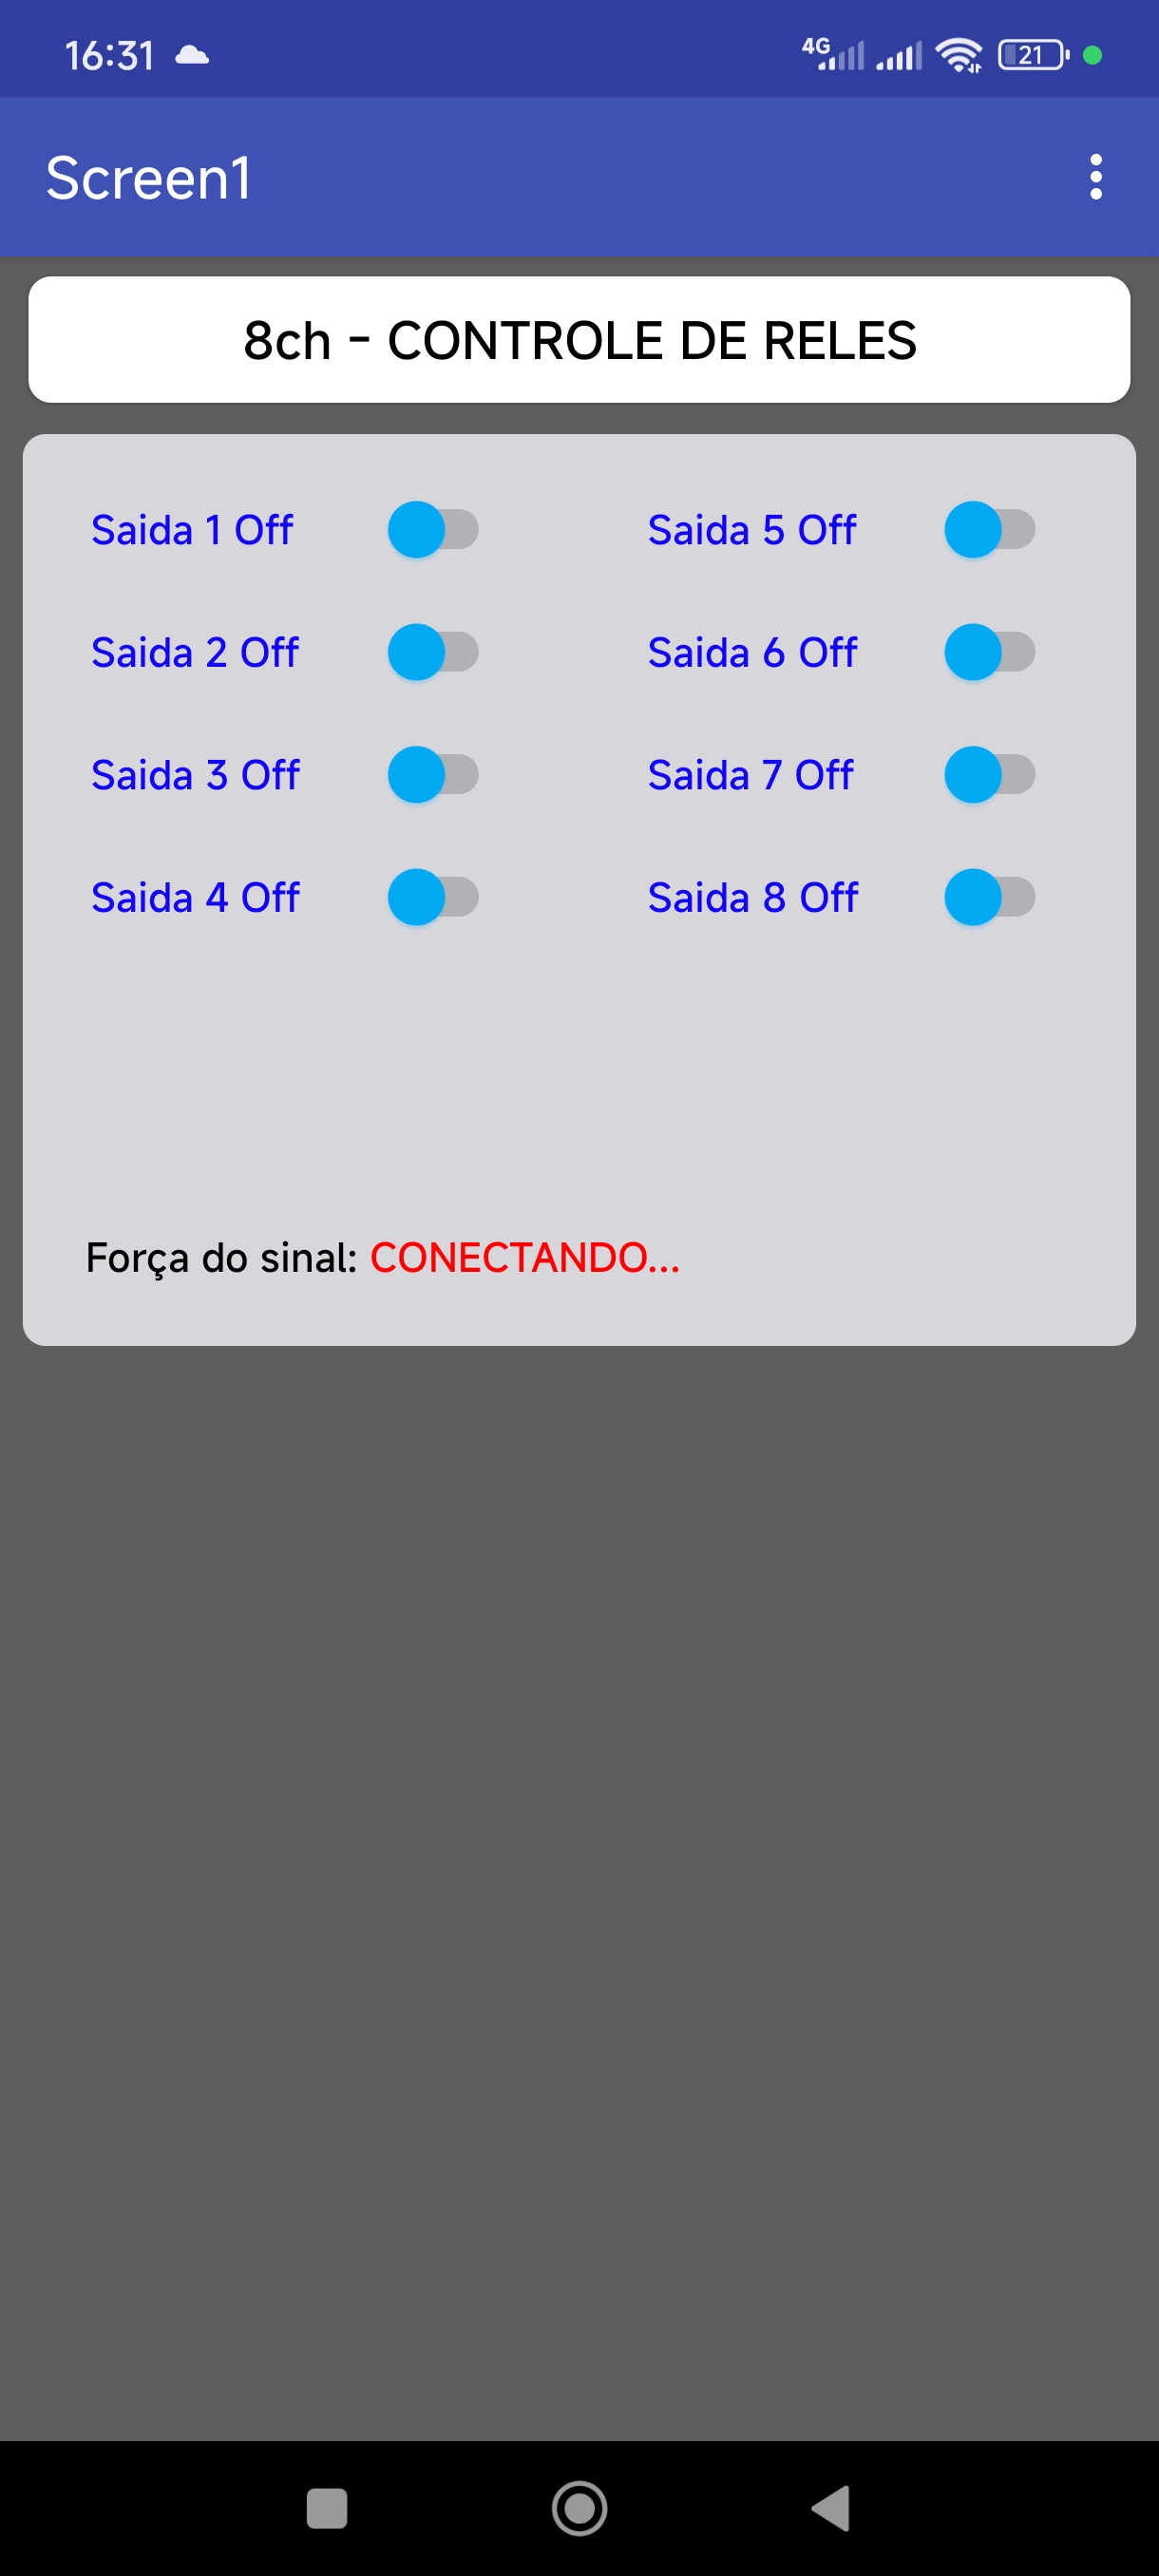 16:31
4G
21
Screen1
8ch - CONTROLE DE RELES
Saida 1 Off
Saida 5 Off
Saida 2 Off
Saida 6 Off
Saida 3 Off
Saida 7 Off
Saida 4 Off
Saida 8 Off
Força do sinal: CONECTANDO...